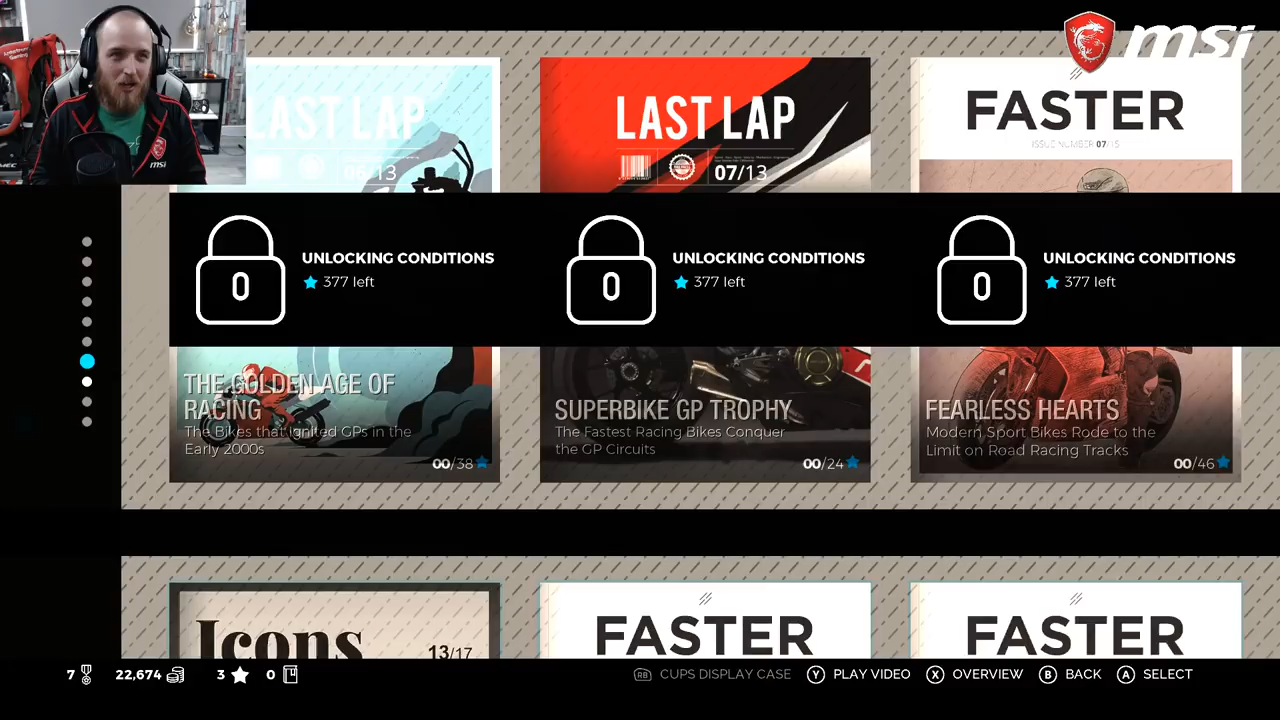 msi
LAST LAP
06/13
LAST LAP
07/13
FASTER
ISSUE NUMBER 07/15
msi
UNLOCKING CONDITIONS
377 left
UNLOCKING CONDITIONS
377 left
UNLOCKING CONDITIONS
377 left
THE GOLDEN AGE OF
RACING
The Bikes that Ignited GPs in the
Early 2000s
00/38
SUPERBIKE GP TROPHY
The Fastest Racing Bikes Conquer
the GP Circuits
00/24
FEARLESS HEARTS
Modern Sport Bikes Rode to the
Limit on Road Racing Tracks
00/46
Icons
13/17
FASTER
FASTER
7
22,674
3
0
RB CUPS DISPLAY CASE
Y PLAY VIDEO
X OVERVIEW
B BACK
A SELECT